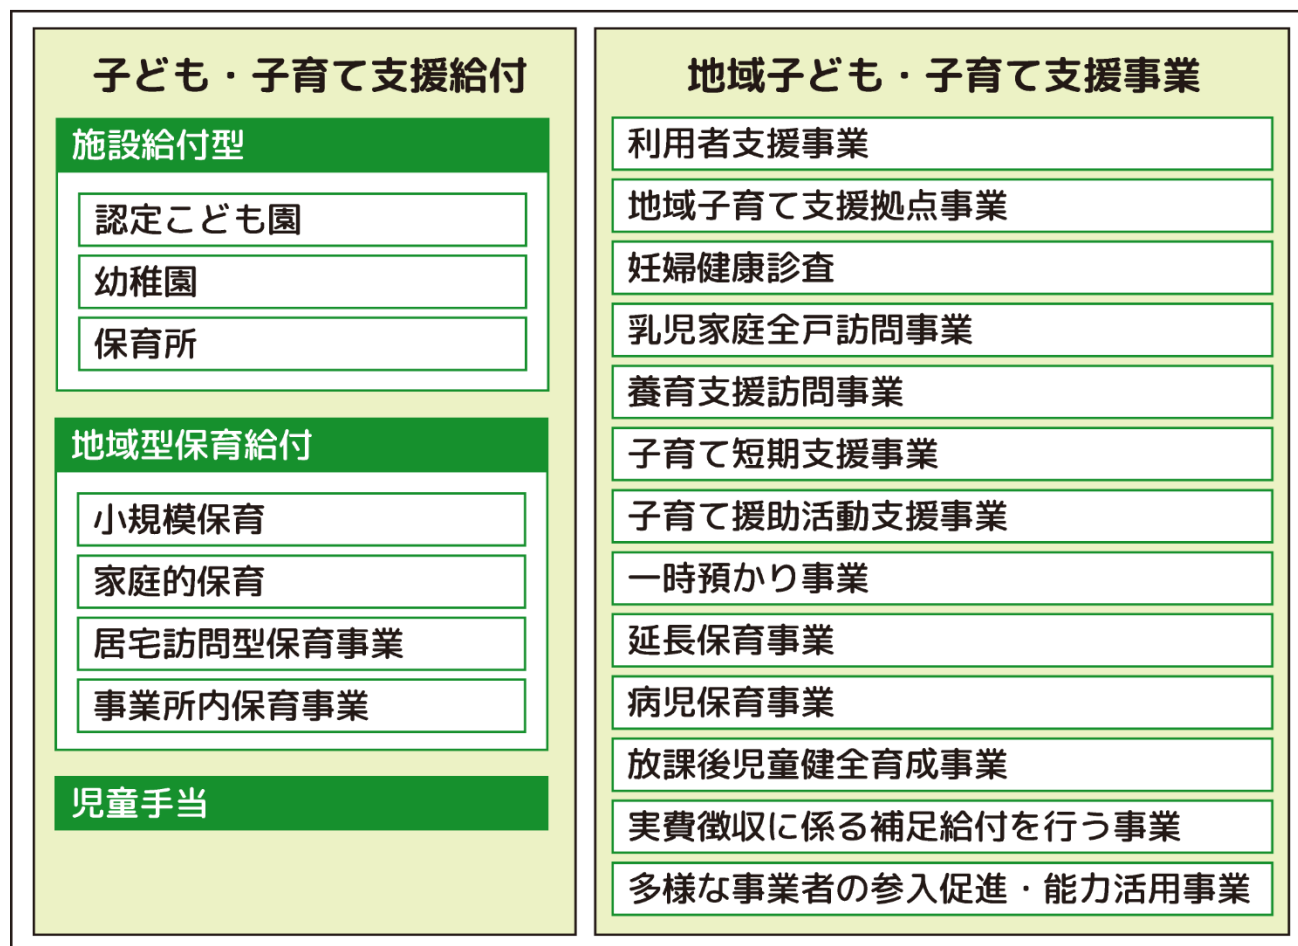 子ども・子育て支援給付
施設給付型
認定こども園
幼稚園
保育所
地域型保育給付
小規模保育
家庭的保育
居宅訪問型保育事業
事業所内保育事業
児童手当
地域子ども・子育て支援事業
利用者支援事業
地域子育て支援拠点事業
妊婦健康診査
乳児家庭全戸訪問事業
養育支援訪問事業
子育て短期支援事業
子育て援助活動支援事業
一時預かり事業
延長保育事業
病児保育事業
放課後児童健全育成事業
実費徴収に係る補足給付を行う事業
多様な事業者の参入促進・能力活用事業